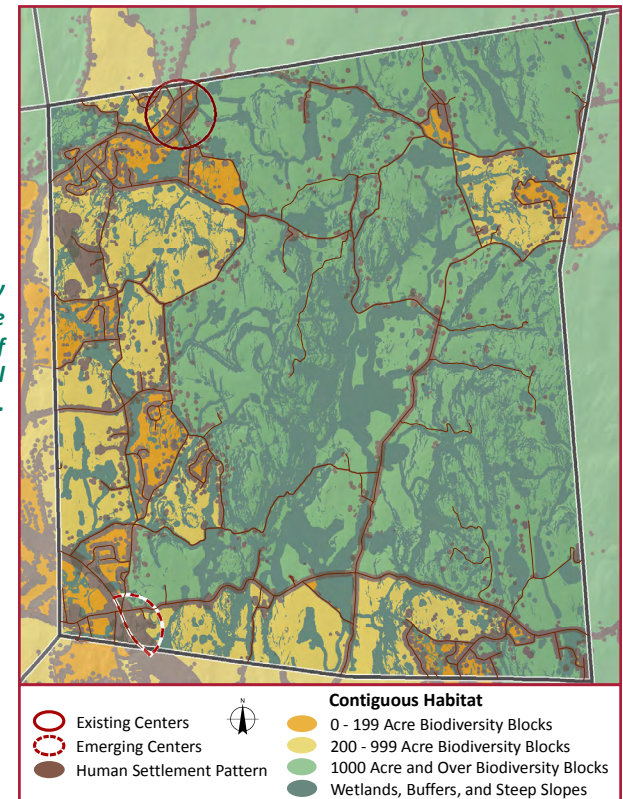 N
Contiguous Habitat
Existing Centers
Emerging Centers
Human Settlement Pattern
0 - 199 Acre Biodiversity Blocks
200 - 999 Acre Biodiversity Blocks
1000 Acre and Over Biodiversity Blocks
Wetlands, Buffers, and Steep Slopes